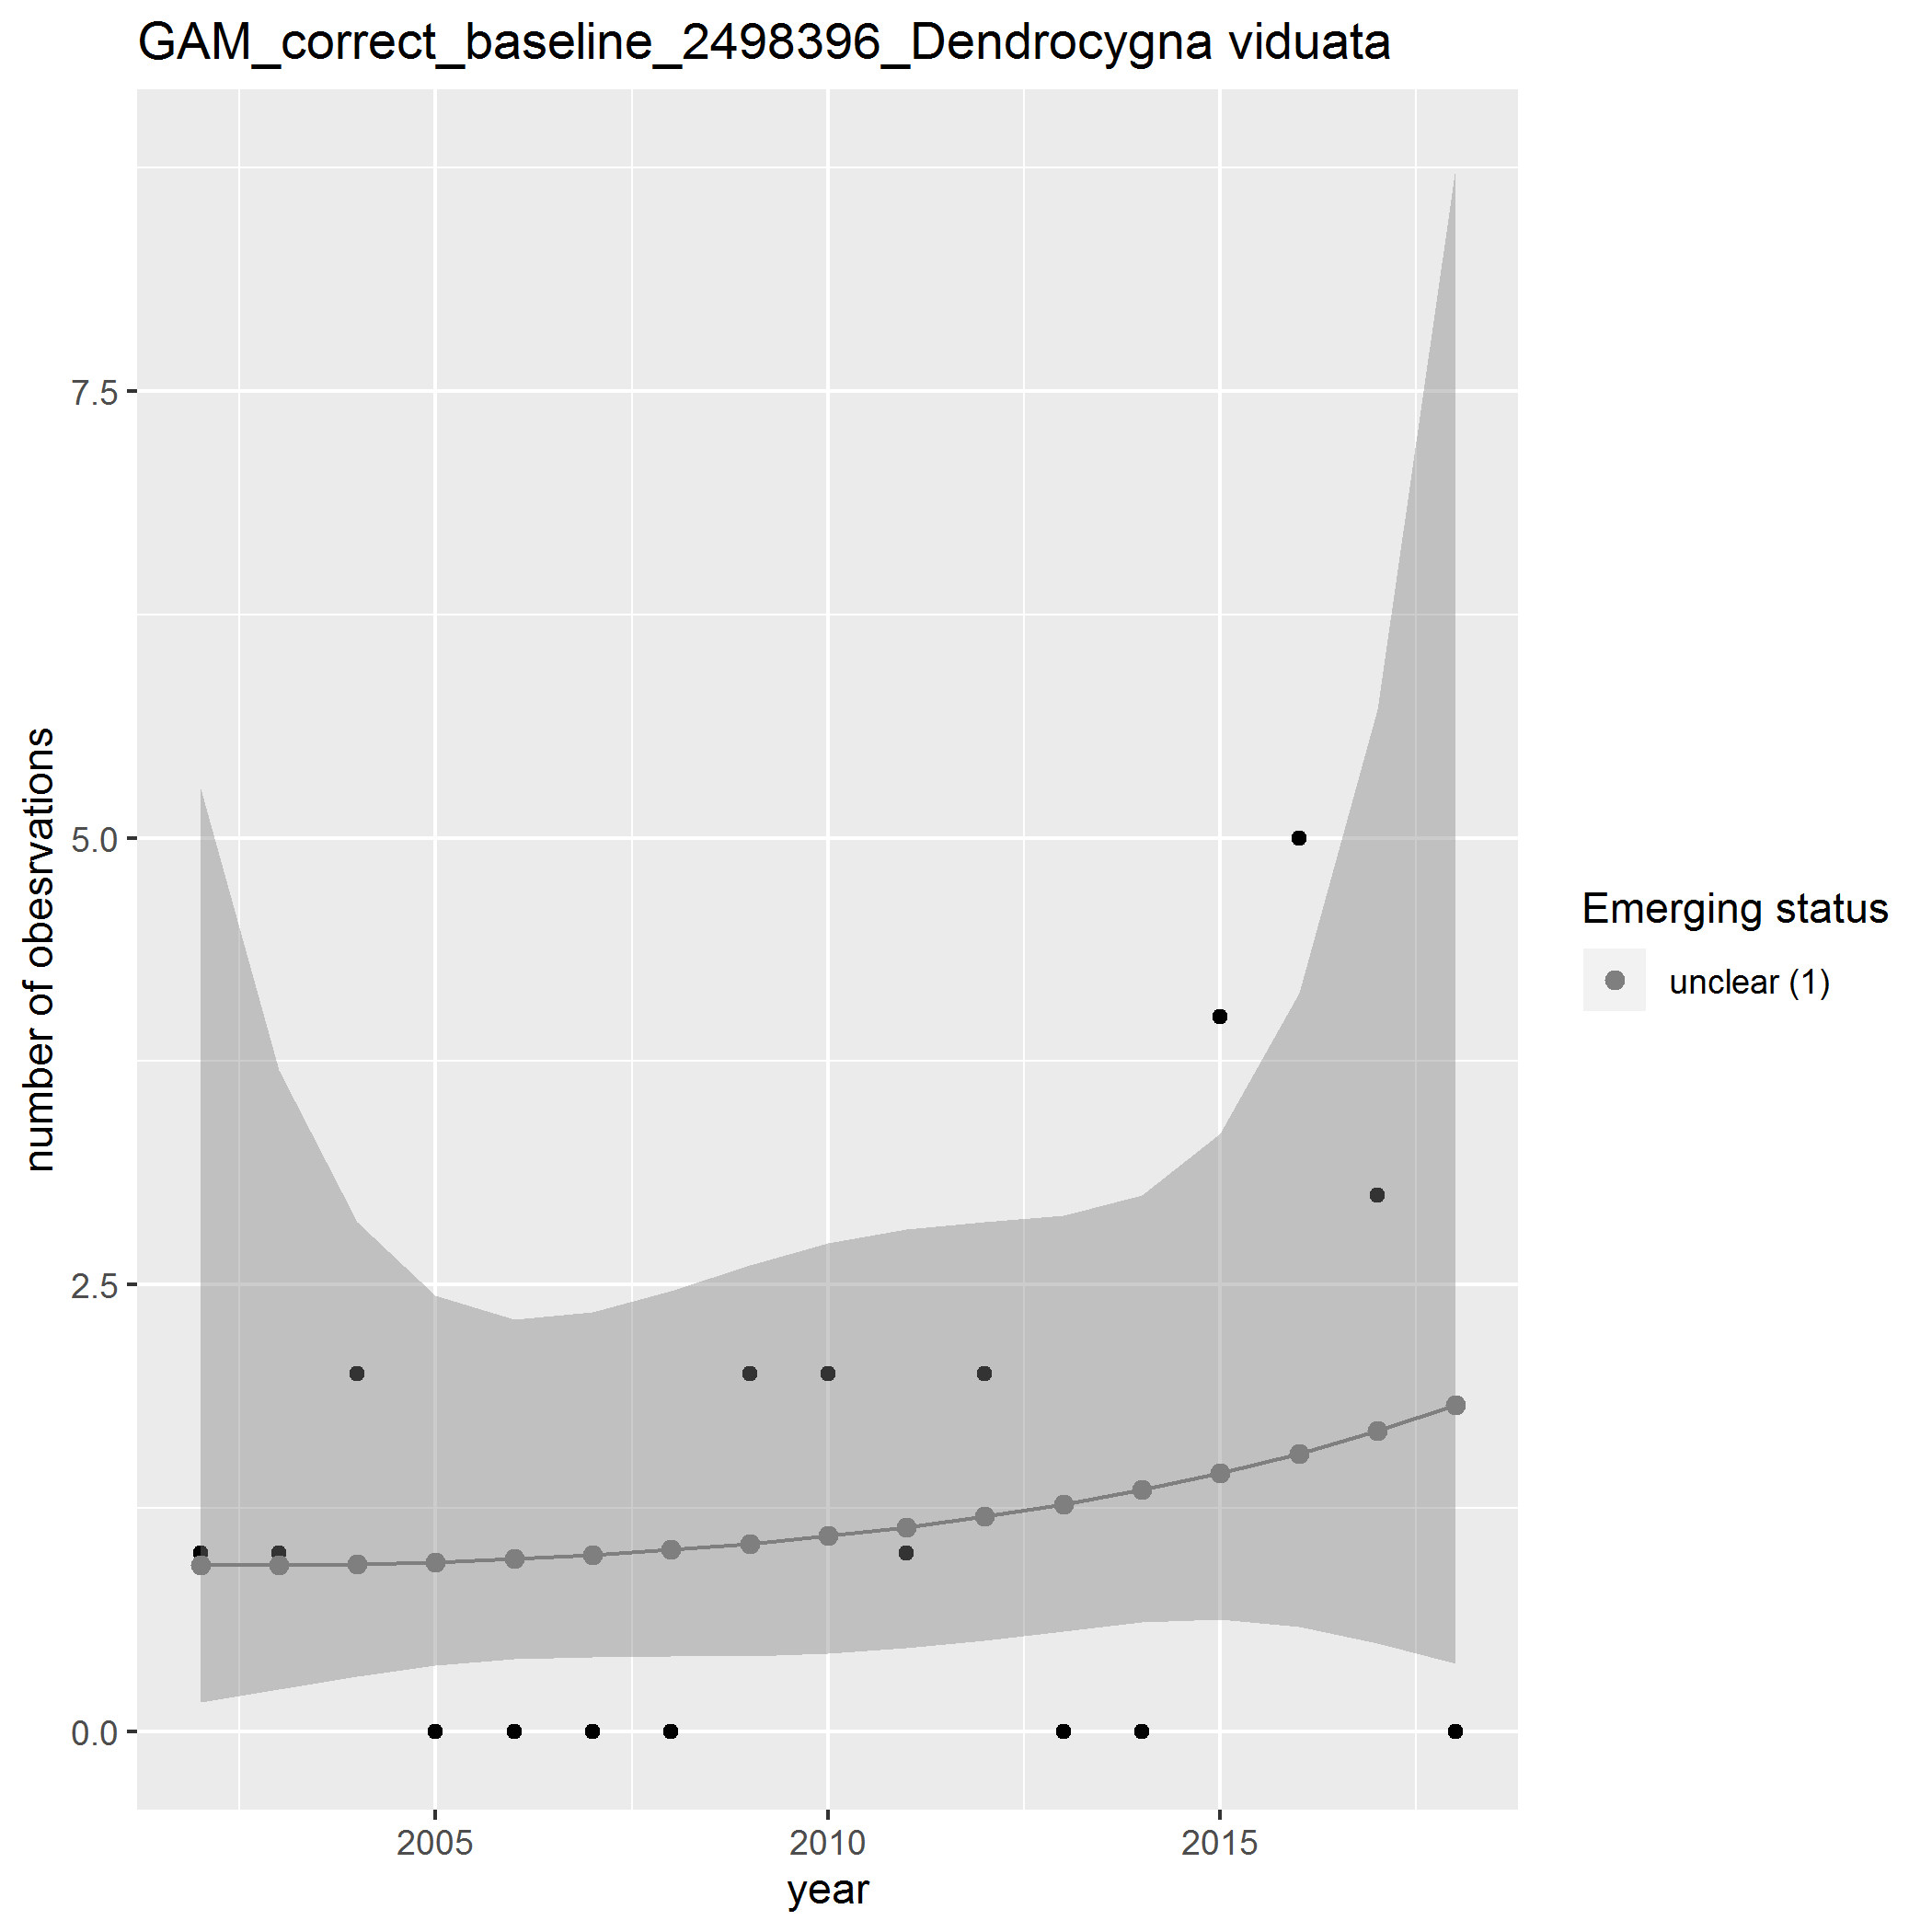 GAM_correct_baseline_2498396_Dendrocygna viduata
7.5
5.0
2.5
0.0
number of obesrvations
2005
2010
2015
year
Emerging status
unclear (1)